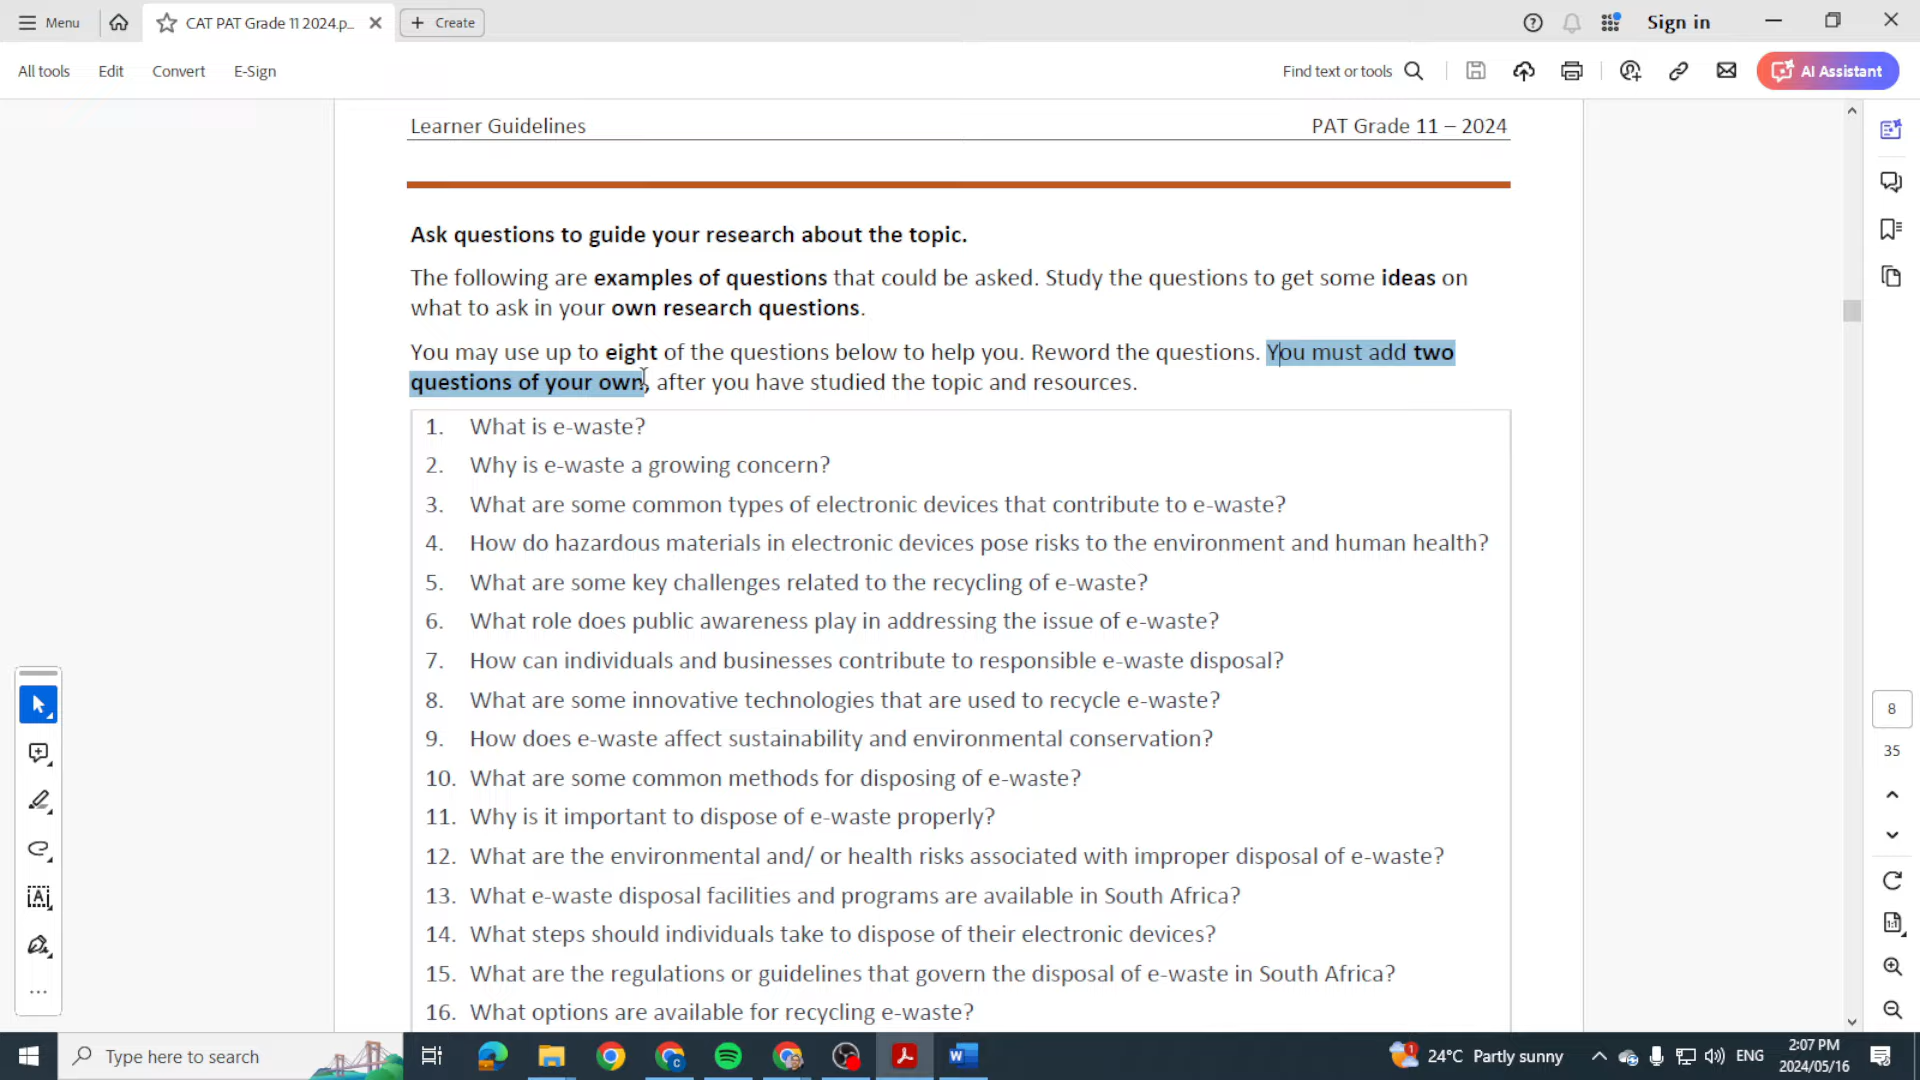 Menu
CAT PAT Grade 11 2024.p...
Create
Sign in
All tools
Edit
Convert
E-Sign
Find text or tools
AI Assistant
Learner Guidelines
PAT Grade 11 – 2024
Ask questions to guide your research about the topic.
The following are examples of questions that could be asked. Study the questions to get some ideas on
what to ask in your own research questions.
You may use up to eight of the questions below to help you. Reword the questions. You must add two
questions of your own, after you have studied the topic and resources.
1. What is e-waste?
2. Why is e-waste a growing concern?
3. What are some common types of electronic devices that contribute to e-waste?
4. How do hazardous materials in electronic devices pose risks to the environment and human health?
5. What are some key challenges related to the recycling of e-waste?
6. What role does public awareness play in addressing the issue of e-waste?
7. How can individuals and businesses contribute to responsible e-waste disposal?
8. What are some innovative technologies that are used to recycle e-waste?
9. How does e-waste affect sustainability and environmental conservation?
10. What are some common methods for disposing of e-waste?
11. Why is it important to dispose of e-waste properly?
12. What are the environmental and/ or health risks associated with improper disposal of e-waste?
13. What e-waste disposal facilities and programs are available in South Africa?
14. What steps should individuals take to dispose of their electronic devices?
15. What are the regulations or guidelines that govern the disposal of e-waste in South Africa?
16. What options are available for recycling e-waste?
8
35
Type here to search
24°C Partly sunny
ENG
2:07 PM
2024/05/16